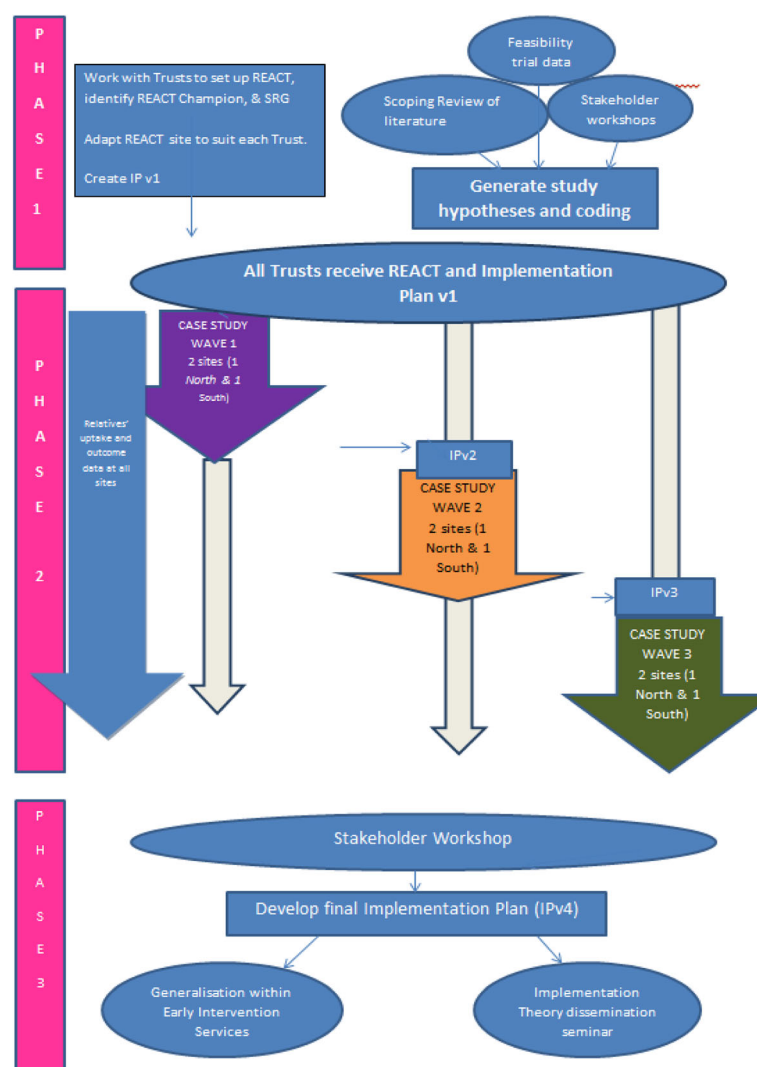 PHASE 1
Work with Trusts to set up REACT,
identify REACT Champion, & SRG
Adapt REACT site to suit each Trust.
Create IP v1
Feasibility
trial data
Scoping Review of
literature
Stakeholder
workshops
Generate study
hypotheses and coding
All Trusts receive REACT and Implementation
Plan v1
PHASE 2
Relatives'
uptake and
outcome
data at all
sites
CASE STUDY
WAVE 1
2 sites (1
North & 1
South)
IPv2
CASE STUDY
WAVE 2
2 sites (1
North & 1
South)
IPv3
CASE STUDY
WAVE 3
2 sites (1
North & 1
South)
PHASE 3
Stakeholder Workshop
Develop final Implementation Plan (IPv4)
Generalisation within
Early Intervention
Services
Implementation
Theory dissemination
seminar